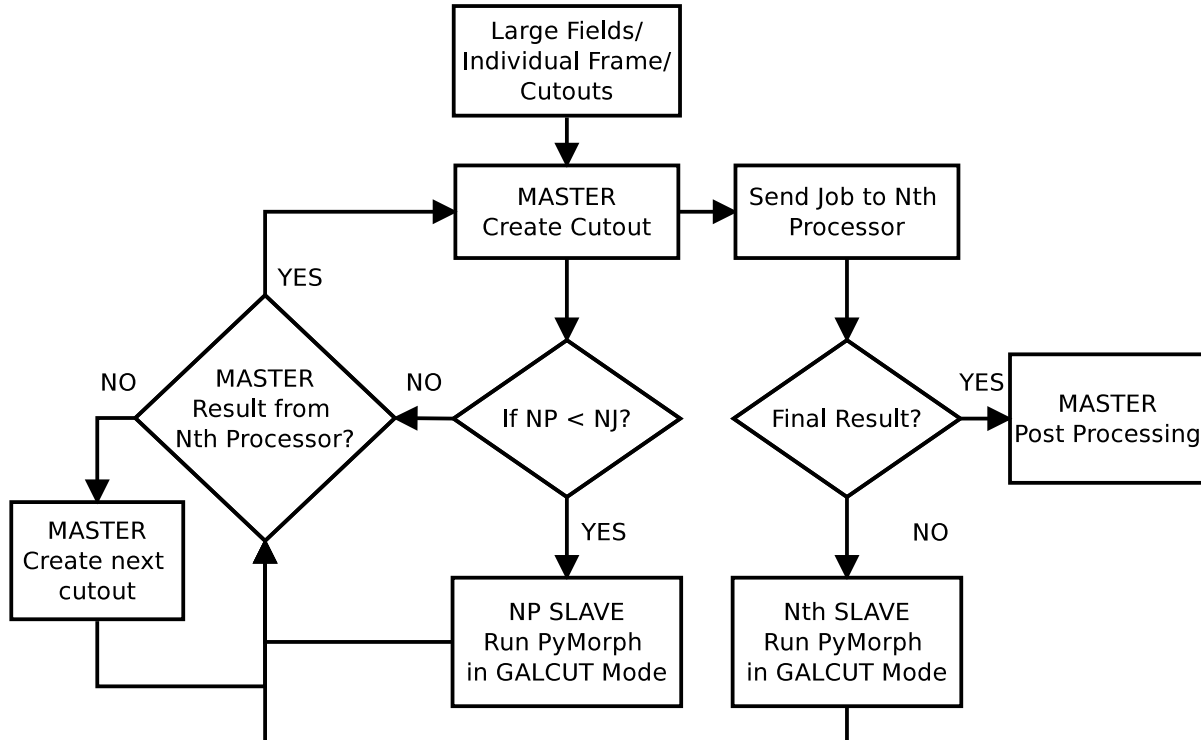 Large Fields/
Individual Frame/
Cutouts
MASTER
Create Cutout
Send Job to Nth
Processor
YES
NO
MASTER
Result from
Nth Processor?
NO
If NP < NJ?
Final Result?
YES
MASTER
Post Processing
MASTER
Create next
cutout
YES
NO
NP SLAVE
Run PyMorph
in GALCUT Mode
Nth SLAVE
Run PyMorph
in GALCUT Mode